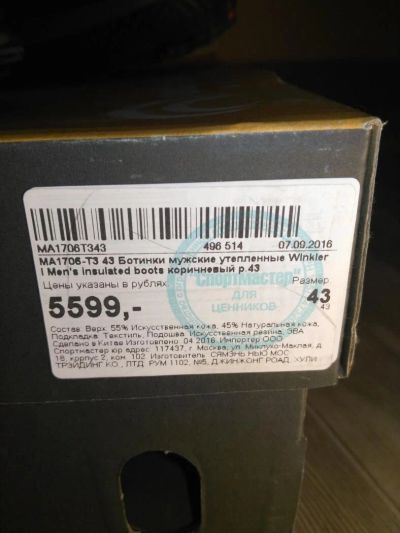 MA1706T343 496 514 07.09.2016
MA1706-T3 43 Ботинки мужские утепленные Winkler
I Men's insulated boots коричневый р.43
Цены указаны в рублях Размер
СПОРТМАСТЕР
ДЛЯ
ЦЕННИКОВ
5599,- 43
43
Состав: Верх: 55% Искусственная кожа, 45% Натуральная кожа,
Подкладка: Текстиль, Подошва: Искусственная резина, ЭВА
Сделано в Китае Изготовлено: 04.2016 Импортер ООО
Спортмастер юр адрес: 117437, г. Москва, ул. Миклухо-Маклая, д.
18, корпус 2, ком. 102. Изготовитель: СЯМЭНЬ НЬЮ МОС
ТРЭЙДИНГ КО., ЛТД. РУМ 1102, №5, ДЖИНЖОНГ РОАД, ХУЛИ